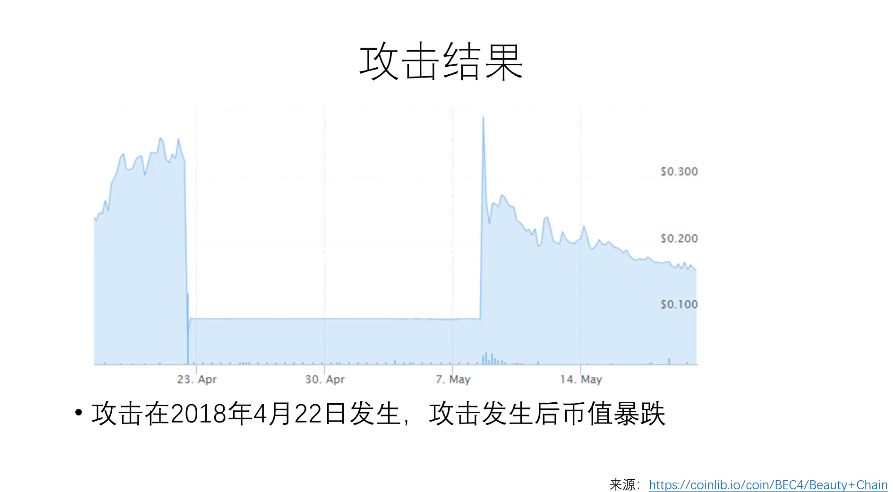 攻击结果
$0.300
$0.200
$0.100
23. Apr
30. Apr
7. May
14. May
• 攻击在2018年4月22日发生，攻击发生后币值暴跌
来源：https://coinlib.io/coin/BEC4/Beauty+Chain